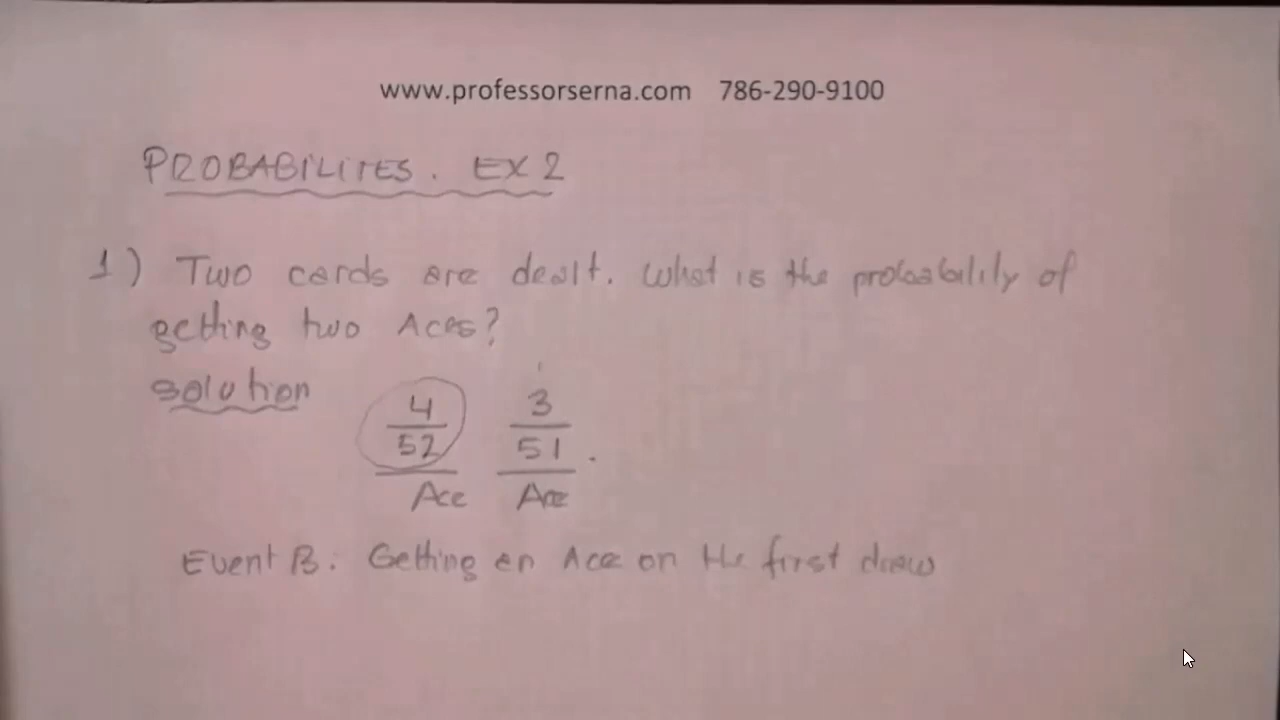 www.professorserna.com 786-290-9100
PROBABILITES. EX 2
1) Two cards are dealt. What is the probability of
getting two Aces?
Solution
4 3
52 51 .
Ace Ace
Event B: Getting an Ace on the first draw